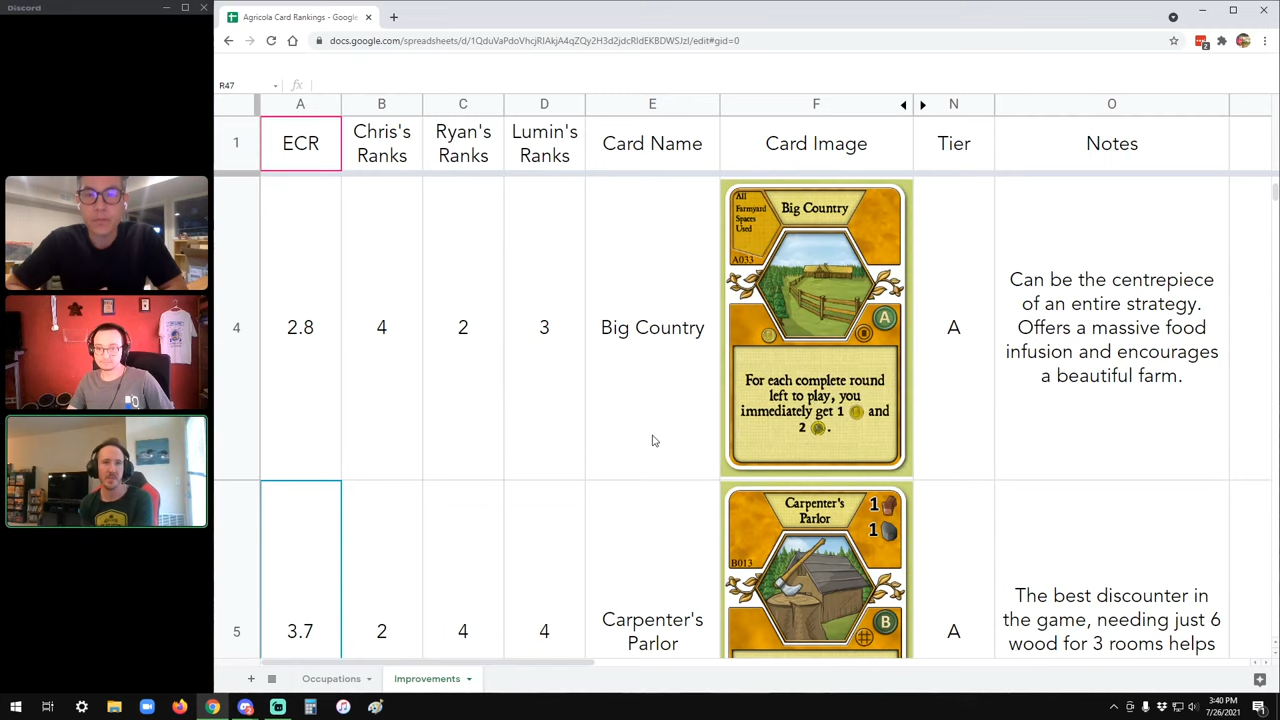 Discord
Agricola Card Rankings - Google
docs.google.com/spreadsheets/d/1QduVaPdoVhcjRIAkjA4qZQy2H3d2jdcRIdEKBDWSJzI/edit#gid=0
R47
fx
A B C D E F N O
1 ECR Chris's Ranks Ryan's Ranks Lumin's Ranks Card Name Card Image Tier Notes
All
Farmyard
Spaces
Used
Big Country
A033
A
For each complete round
left to play, you
immediately get 1 and
2 .
4 2.8 4 2 3 Big Country A
Can be the centrepiece
of an entire strategy.
Offers a massive food
infusion and encourages
a beautiful farm.
Carpenter's
Parlor
1
1
B013
B
5 3.7 2 4 4 Carpenter's Parlor A
The best discounter in
the game, needing just 6
wood for 3 rooms helps
Occupations
Improvements
3:40 PM
7/26/2021